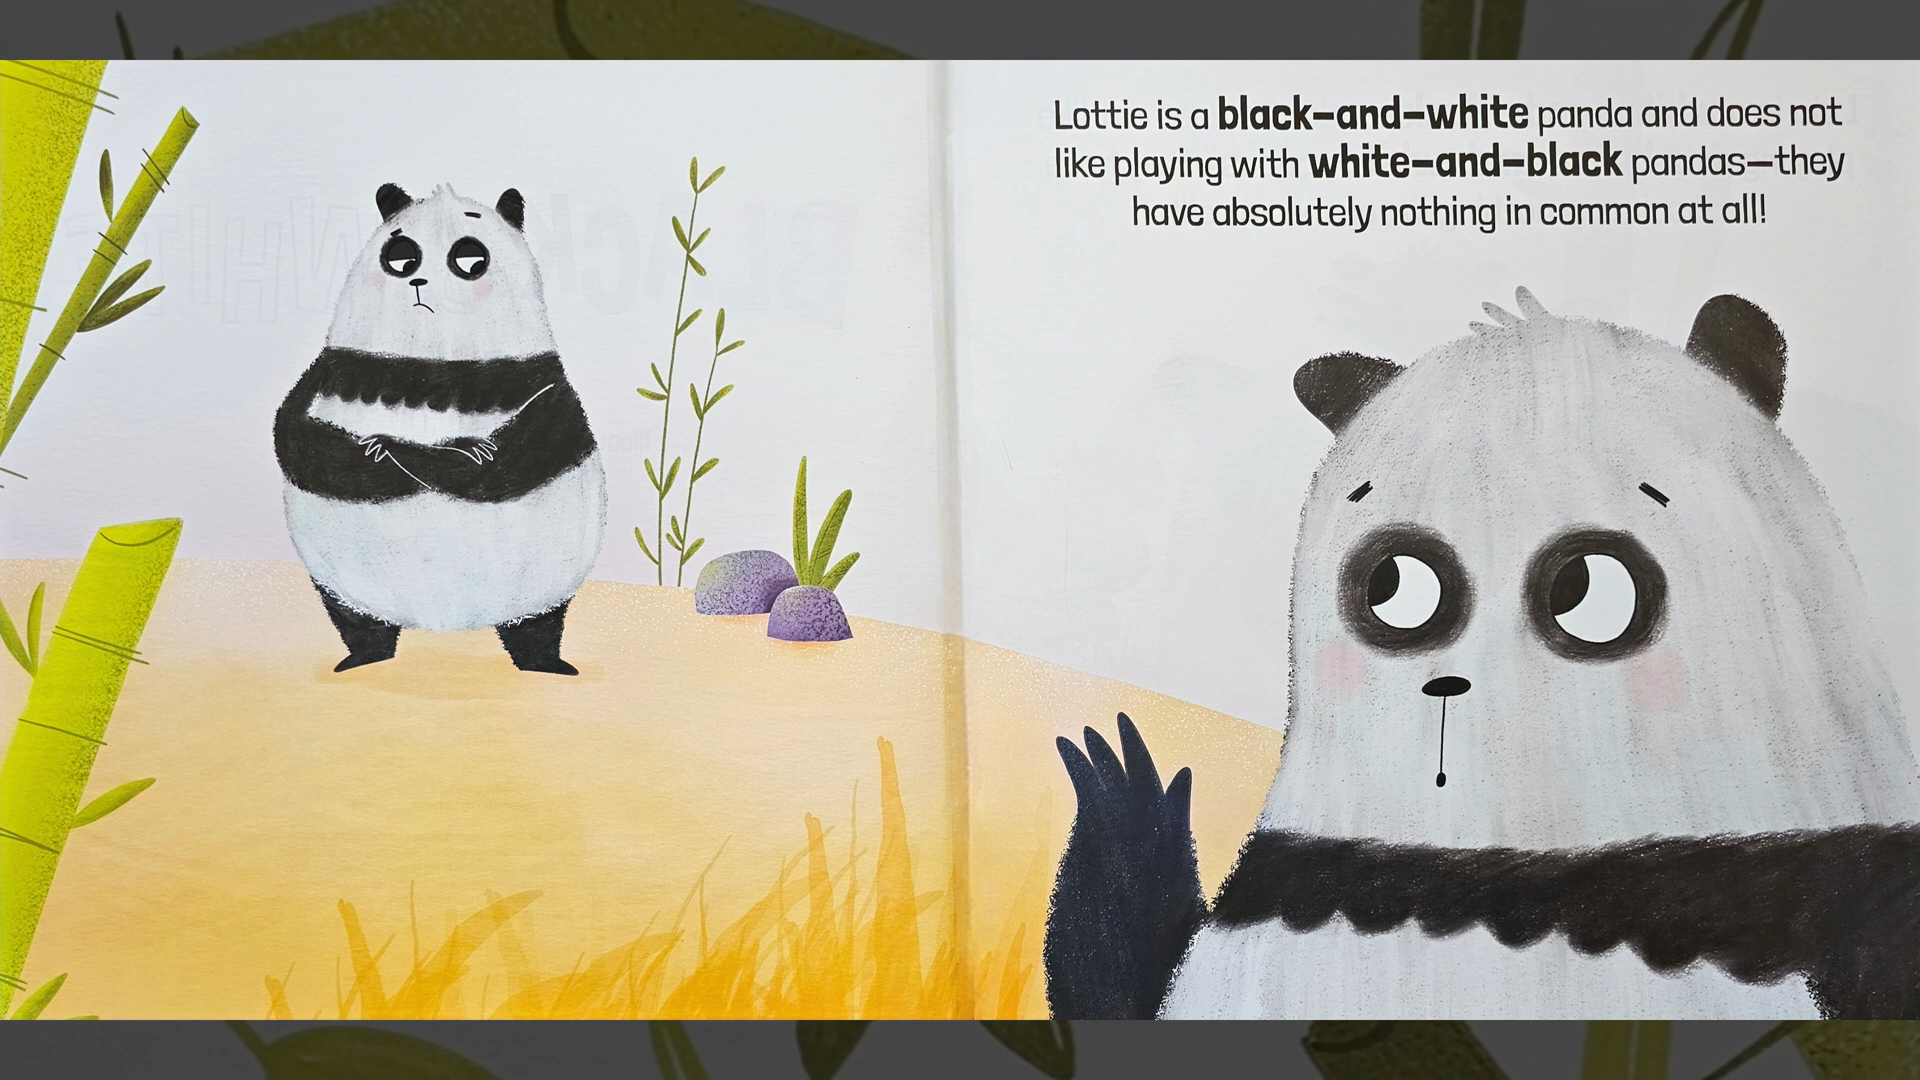 Lottie is a black-and-white panda and does not
like playing with white-and-black pandas—they
have absolutely nothing in common at all!